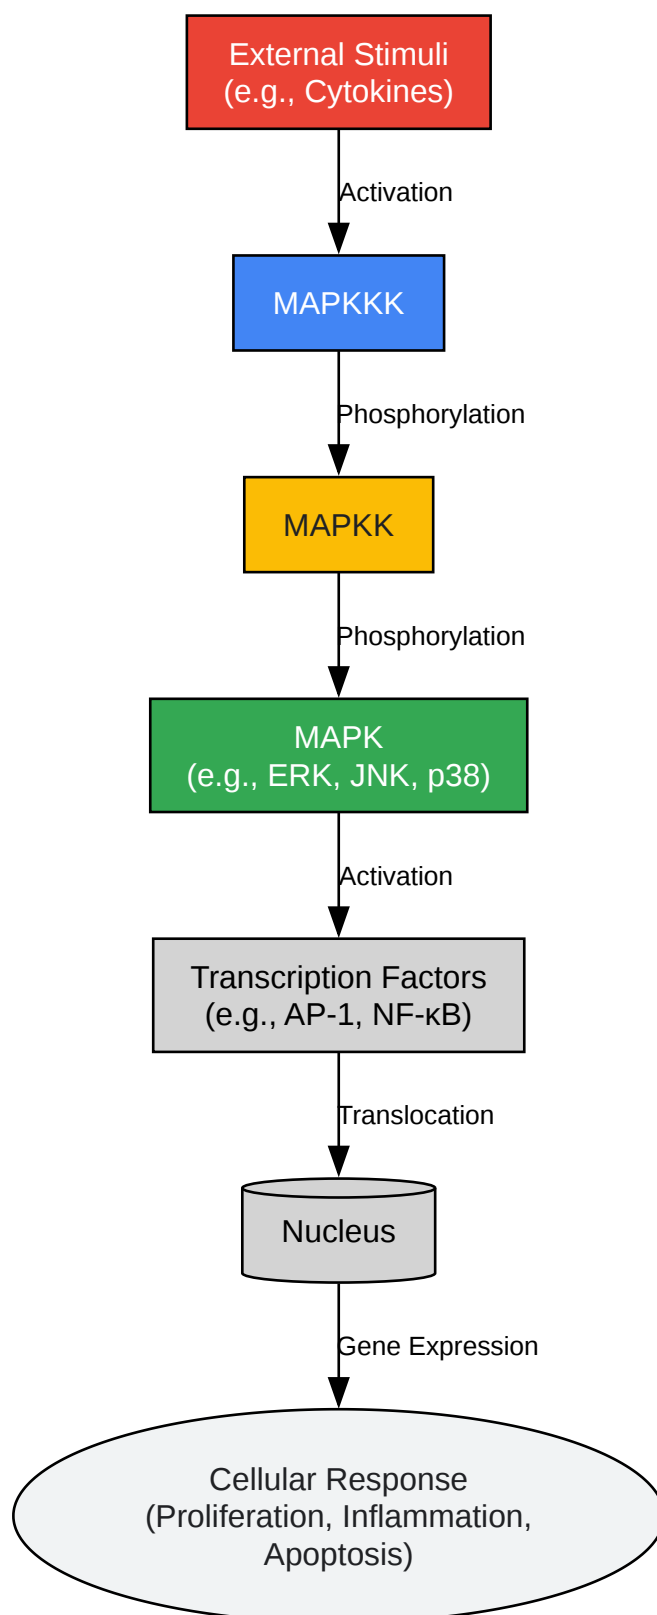 External Stimuli
(e.g., Cytokines)
Activation
MAPKKK
Phosphorylation
MAPKK
Phosphorylation
MAPK
(e.g., ERK, JNK, p38)
Activation
Transcription Factors
(e.g., AP-1, NF-κB)
Translocation
Nucleus
Gene Expression
Cellular Response
(Proliferation, Inflammation,
Apoptosis)